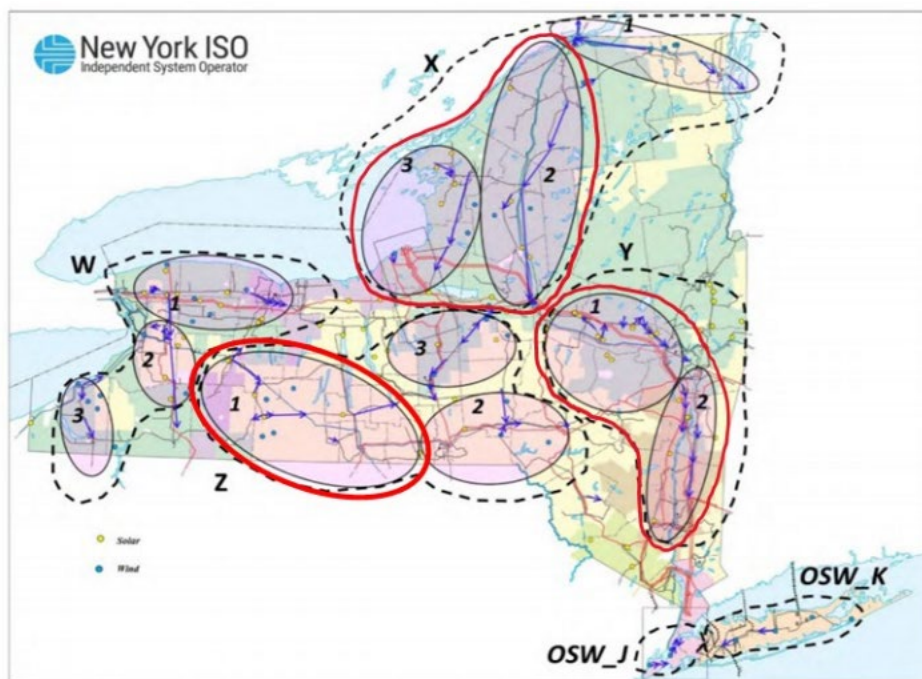 New York ISO
Independent System Operator
X
1
2
3
W
1
2
3
Y
1
2
3
1
2
Z
Solar
Wind
OSW_K
OSW_J